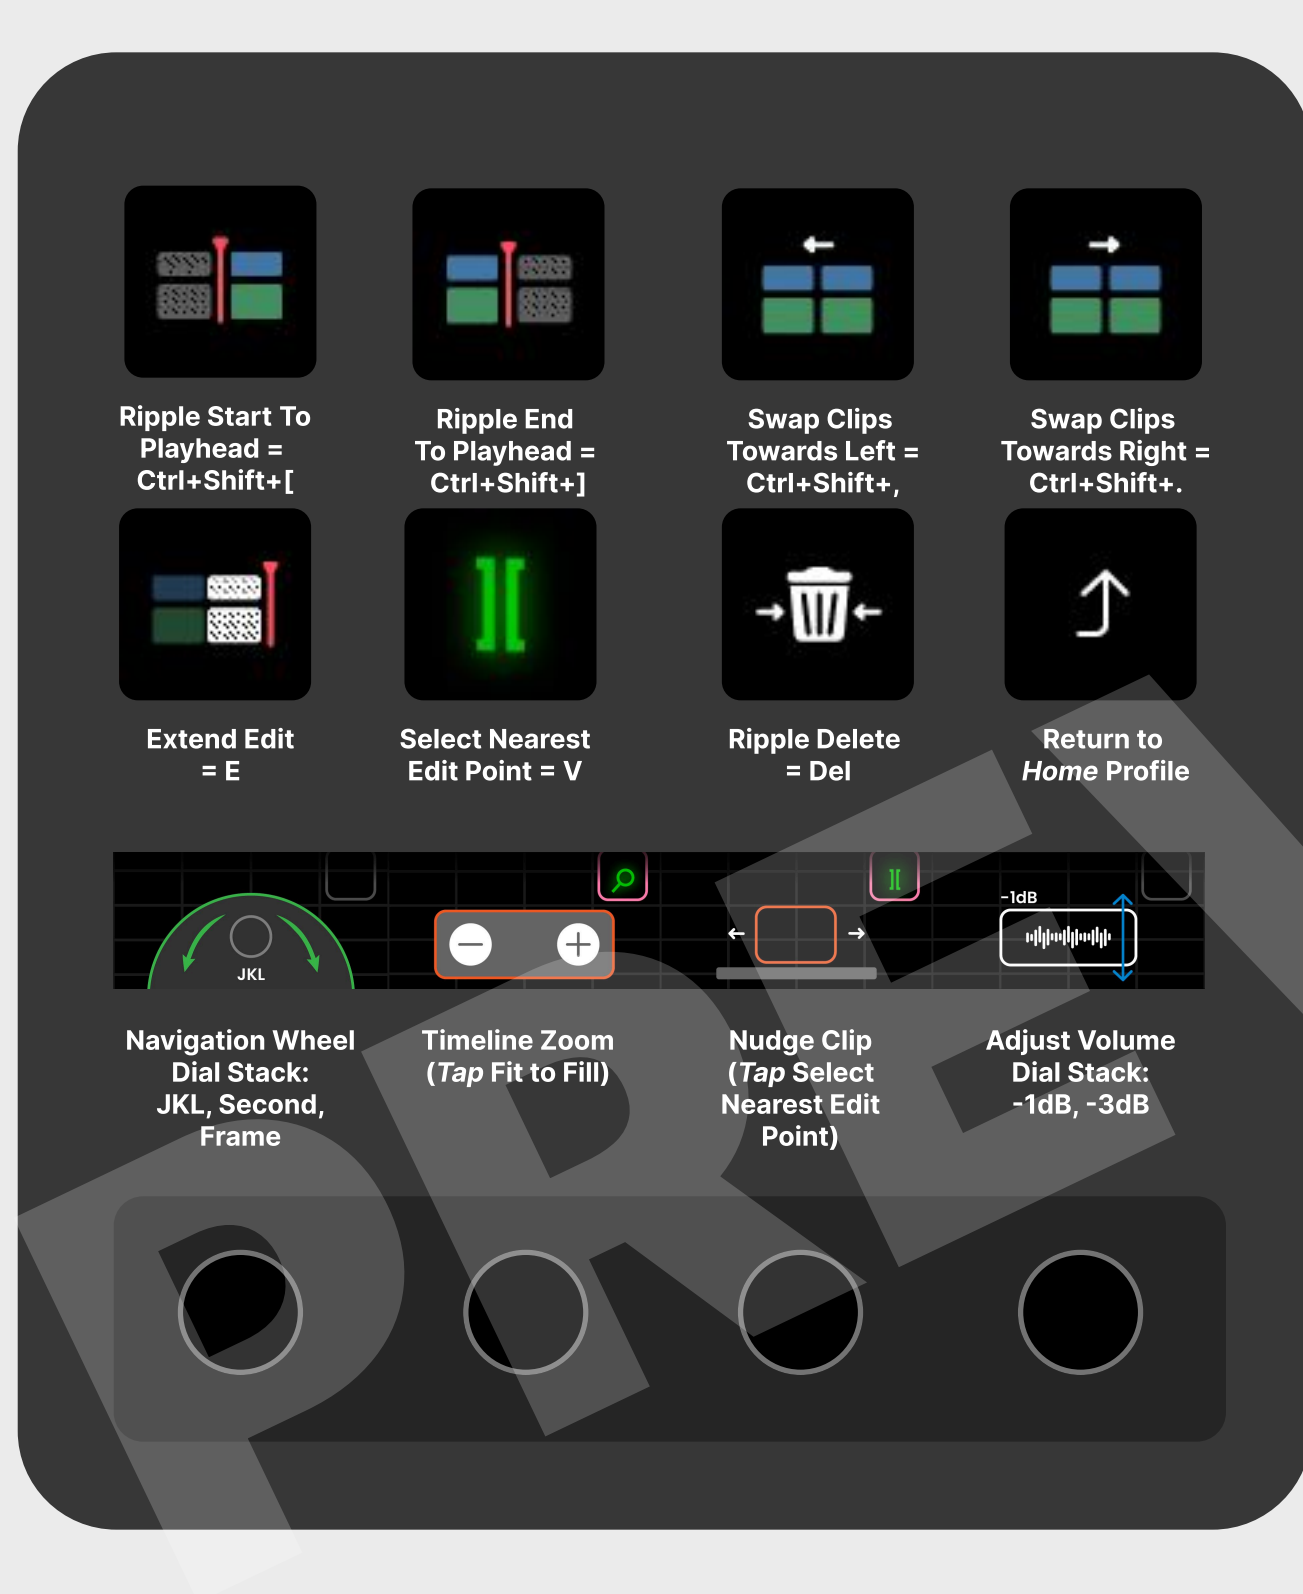 Ripple Start To
Playhead =
Ctrl+Shift+[
Ripple End
To Playhead =
Ctrl+Shift+]
Swap Clips
Towards Left =
Ctrl+Shift+,
Swap Clips
Towards Right =
Ctrl+Shift+.
Extend Edit
= E
Select Nearest
Edit Point = V
Ripple Delete
= Del
Return to
Home Profile
JKL
-1dB
Navigation Wheel
Dial Stack:
JKL, Second,
Frame
Timeline Zoom
(Tap Fit to Fill)
Nudge Clip
(Tap Select
Nearest Edit
Point)
Adjust Volume
Dial Stack:
-1dB, -3dB
PREV